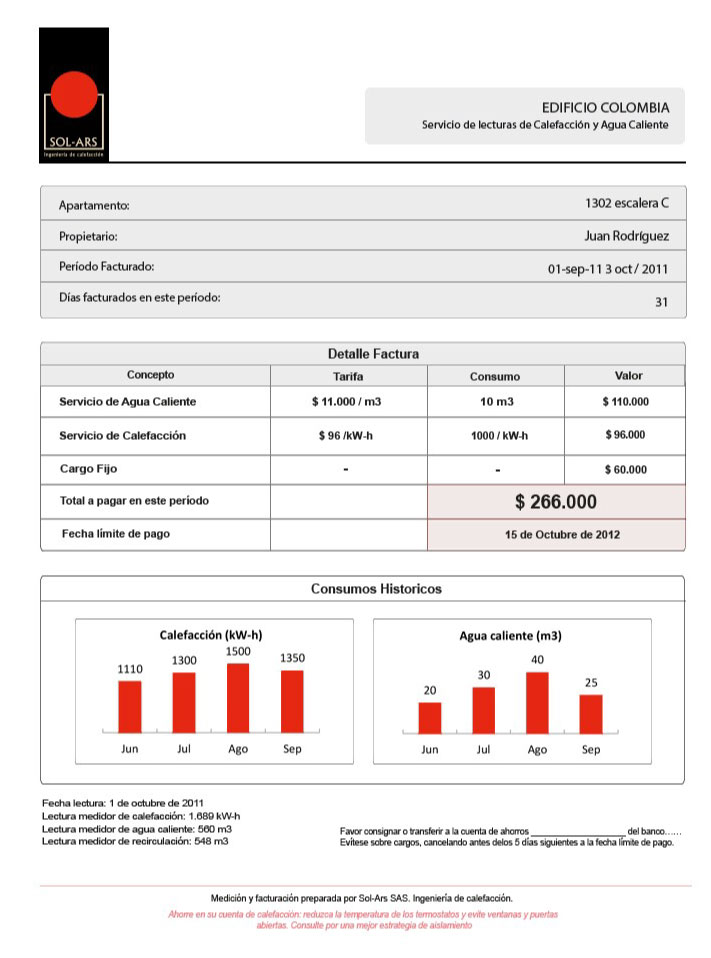 SOL-ARS
Ingeniería de calefacción
EDIFICIO COLOMBIA
Servicio de lecturas de Calefacción y Agua Caliente
Apartamento: 1302 escalera C
Propietario: Juan Rodríguez
Período Facturado: 01-sep-11 3 oct / 2011
Días facturados en este período: 31
Detalle Factura
Concepto Tarifa Consumo Valor
Servicio de Agua Caliente $ 11.000 / m3 10 m3 $ 110.000
Servicio de Calefacción $ 96 /kW-h 1000 / kW-h $ 96.000
Cargo Fijo - - $ 60.000
Total a pagar en este período $ 266.000
Fecha límite de pago 15 de Octubre de 2012
Consumos Historicos
Calefacción (kW-h)
1110 1300 1500 1350
Jun Jul Ago Sep
Agua caliente (m3)
20 30 40 25
Jun Jul Ago Sep
Fecha lectura: 1 de octubre de 2011
Lectura medidor de calefacción: 1.689 kW-h
Lectura medidor de agua caliente: 560 m3
Lectura medidor de recirculación: 548 m3
Favor consignar o transferir a la cuenta de ahorros ____________________ del banco......
Evítese sobre cargos, cancelando antes delos 5 días siguientes a la fecha límite de pago.
Medición y facturación preparada por Sol-Ars SAS. Ingeniería de calefacción.
Ahorre en su cuenta de calefacción: reduzca la temperatura de los termostatos y evite ventanas y puertas
abiertas. Consulte por una mejor estrategia de aislamiento